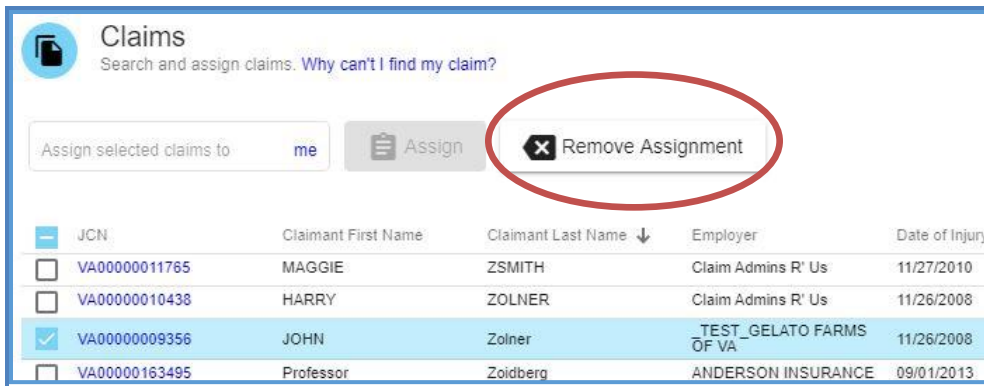 Claims
Search and assign claims. Why can't I find my claim?
Assign selected claims to me Assign Remove Assignment
JCN Claimant First Name Claimant Last Name Employer Date of Injury
VA00000011765 MAGGIE ZSMITH Claim Admins R' Us 11/27/2010
VA00000010438 HARRY ZOLNER Claim Admins R' Us 11/26/2008
VA00000009356 JOHN Zolner _TEST_GELATO FARMS OF VA 11/26/2008
VA00000163495 Professor Zoidberg ANDERSON INSURANCE 09/01/2013